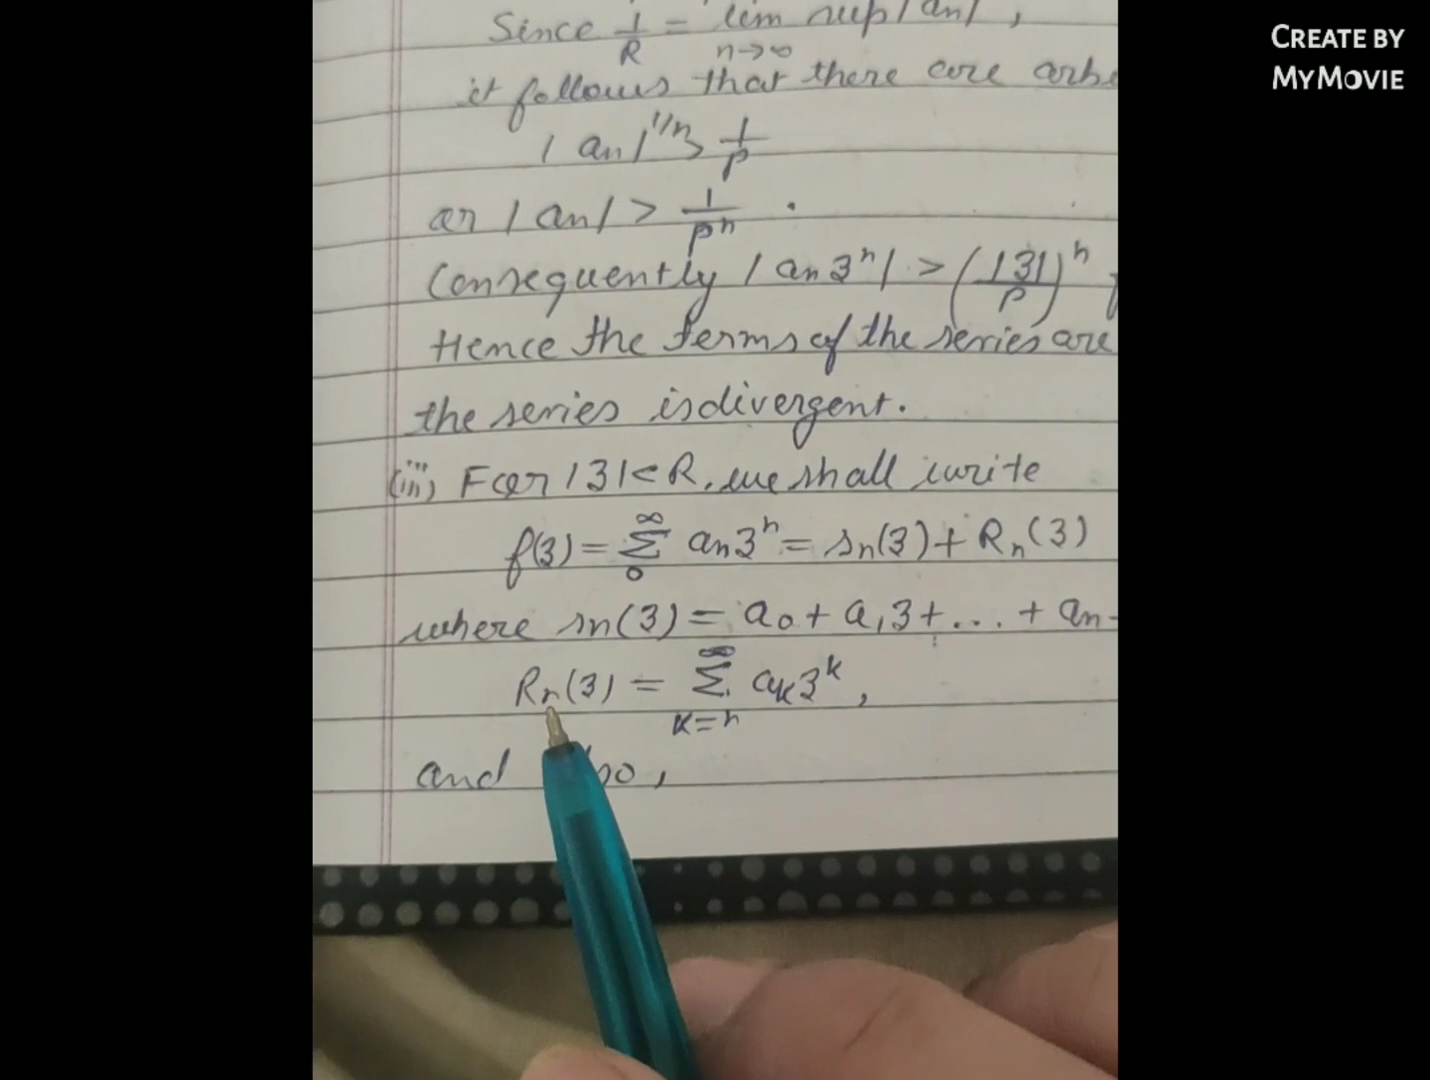 CREATE BY
MYMOVIE
Since 1/R = lim sup |an|,
n→∞
it follows that there are
|an|^1/n > 1/ρ
or |an| > 1/ρ^n .
Consequently |an z^n| > (|z|/ρ)^n
Hence the terms of the series are
the series is divergent.
(iii) For |z| < R, we shall write
f(z) = ∞Σ0 an z^n = sn(z) + Rn(z)
where sn(z) = a0 + a1z + ... + an-
Rn(z) = ∞Σk=n ak z^k,
and